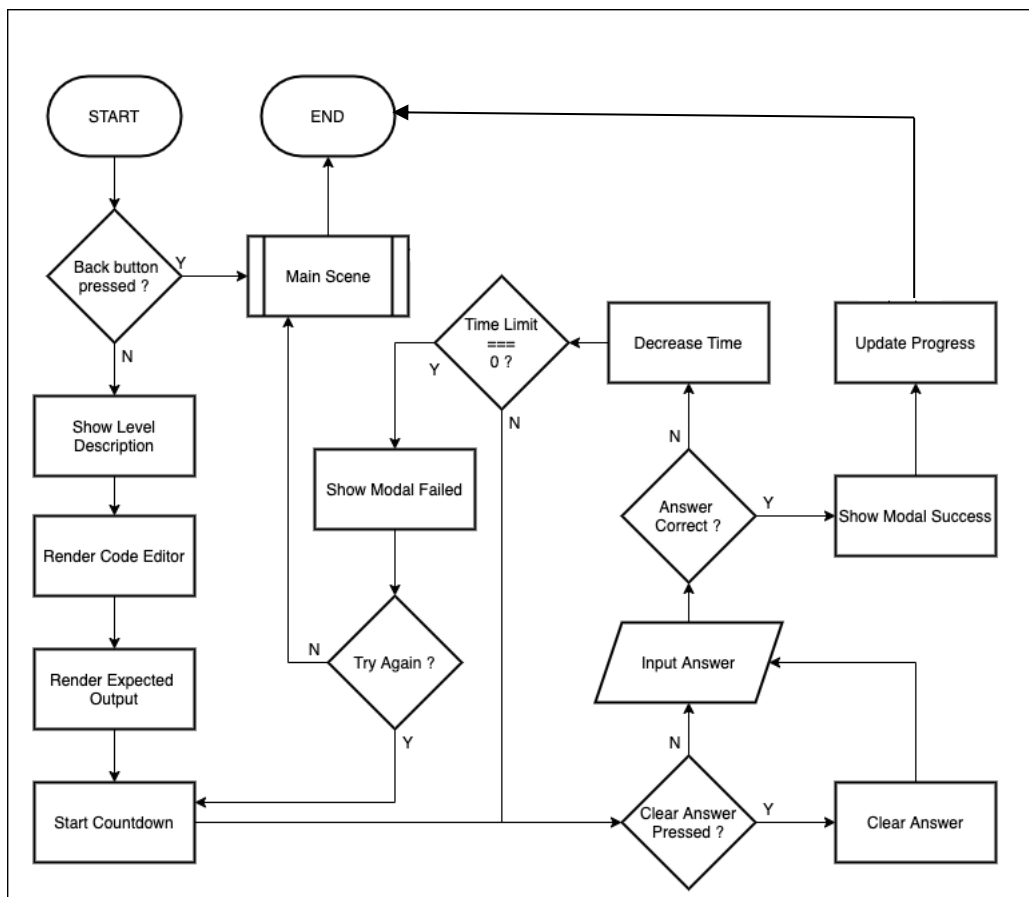 START
END
Back button
pressed ?
Y
N
Main Scene
Time Limit
===
0 ?
Y
N
Decrease Time
Update Progress
Show Level
Description
Show Modal Failed
N
Answer
Correct ?
Y
Show Modal Success
Render Code Editor
Try Again ?
N
Y
Input Answer
Render Expected
Output
Start Countdown
N
Clear Answer
Pressed ?
Y
Clear Answer